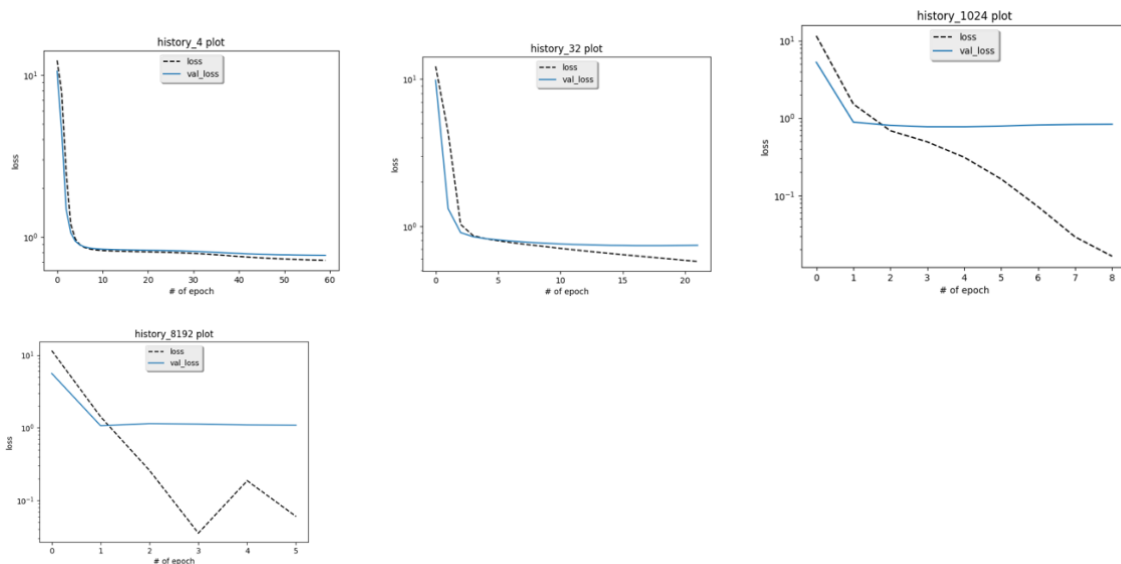 history_4 plot
loss
val_loss
10¹
10⁰
loss
0 10 20 30 40 50 60
# of epoch
history_32 plot
loss
val_loss
10¹
10⁰
loss
0 5 10 15 20
# of epoch
history_1024 plot
loss
val_loss
10¹
10⁰
10⁻¹
loss
0 1 2 3 4 5 6 7 8
# of epoch
history_8192 plot
loss
val_loss
10¹
10⁰
10⁻¹
loss
0 1 2 3 4 5
# of epoch